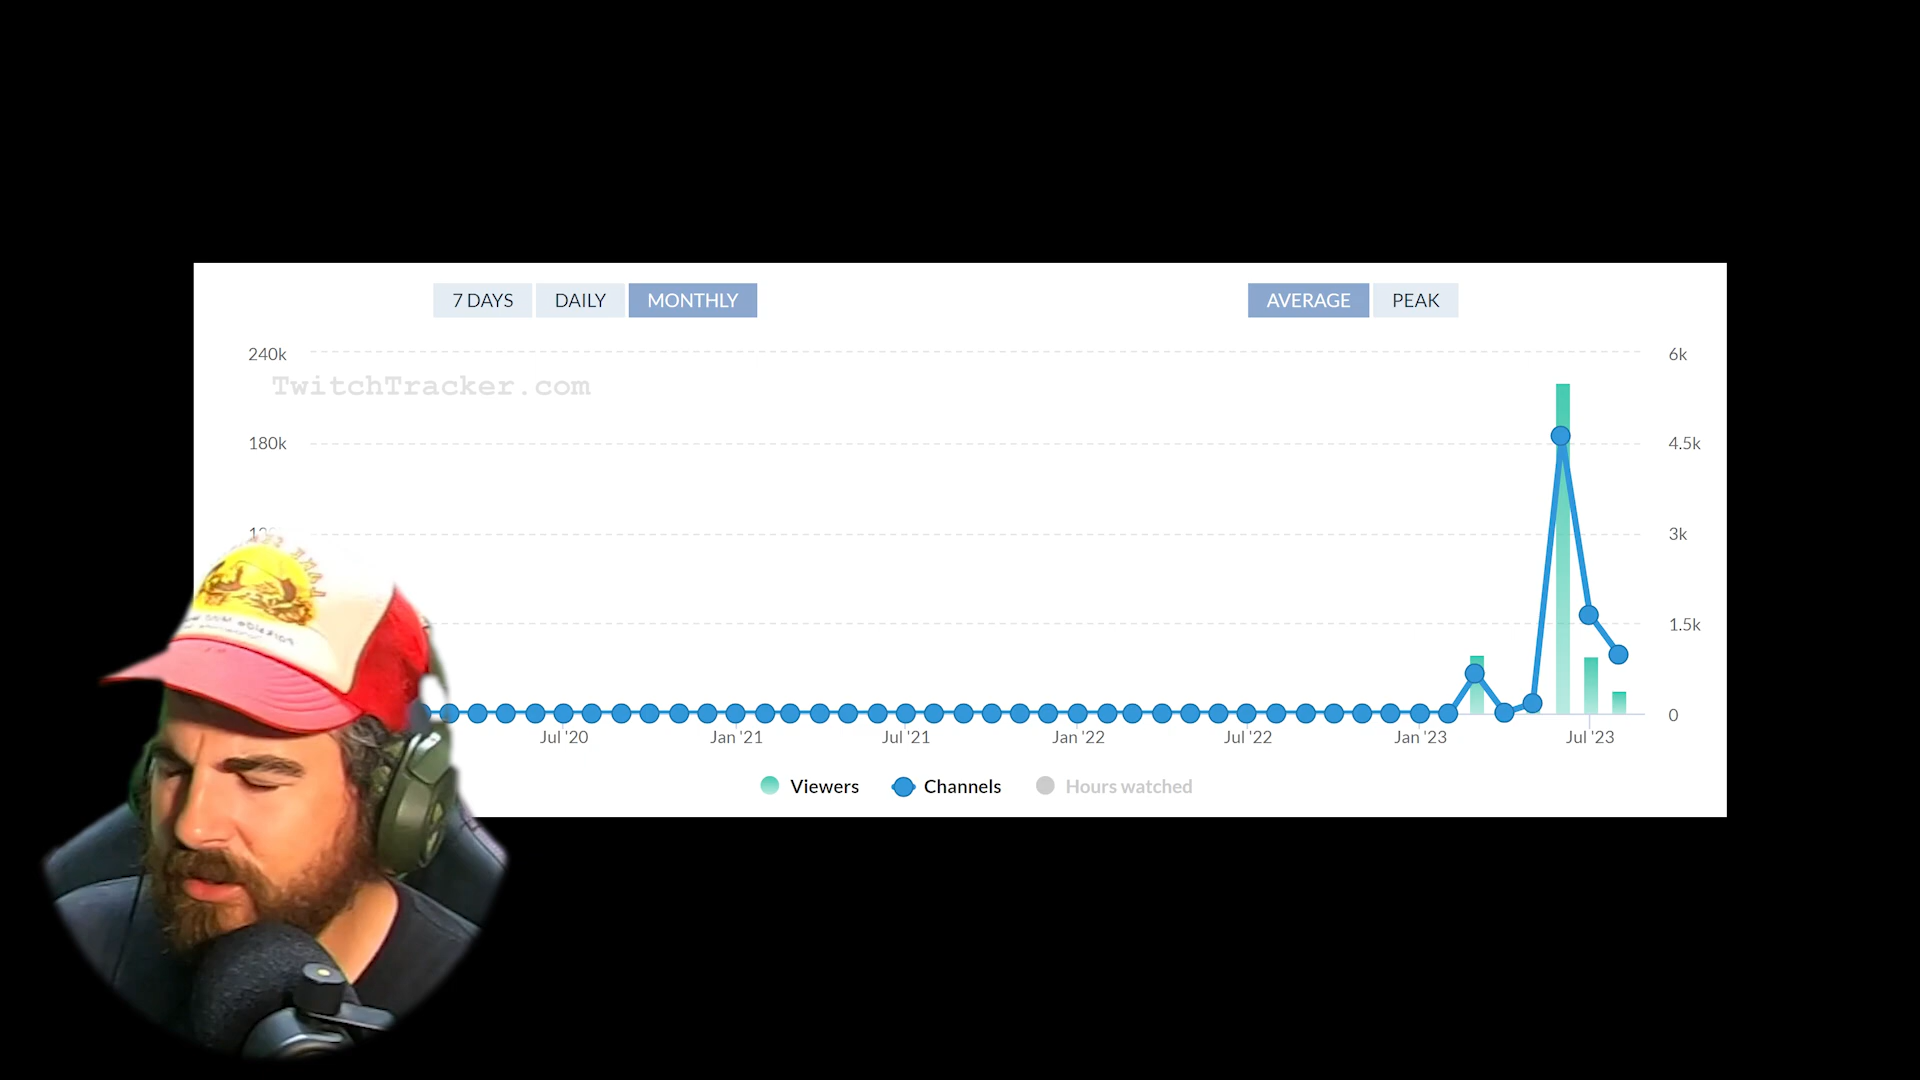 7 DAYS DAILY MONTHLY AVERAGE PEAK
240k 6k
TwitchTracker.com
180k 4.5k
3k
1.5k
0
Jul '20 Jan '21 Jul '21 Jan '22 Jul '22 Jan '23 Jul '23
Viewers Channels Hours watched